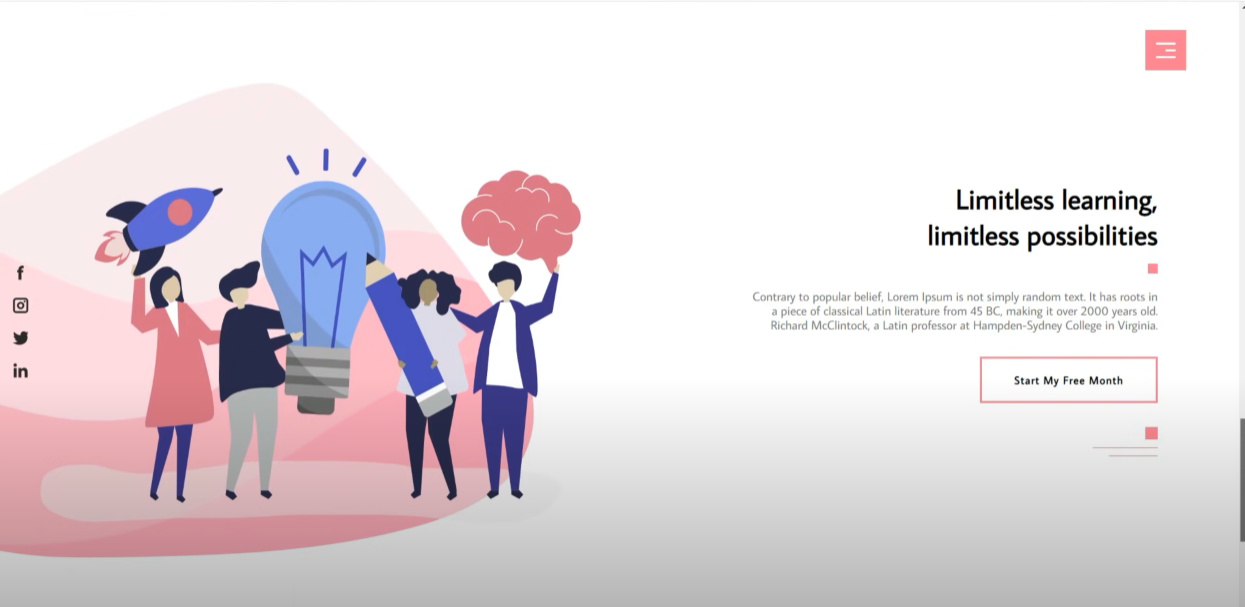 Limitless learning,
limitless possibilities
Contrary to popular belief, Lorem Ipsum is not simply random text. It has roots in
a piece of classical Latin literature from 45 BC, making it over 2000 years old.
Richard McClintock, a Latin professor at Hampden-Sydney College in Virginia.
Start My Free Month